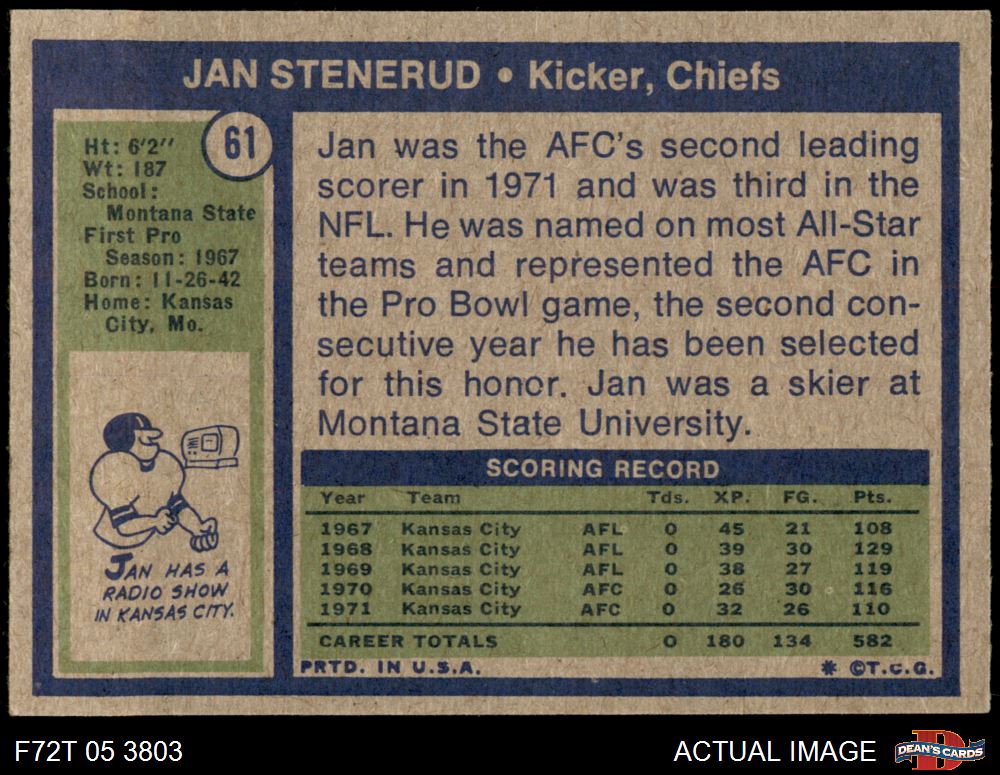 JAN STENERUD • Kicker, Chiefs
61
Ht: 6'2''
Wt: 187
School:
Montana State
First Pro
Season: 1967
Born: 11-26-42
Home: Kansas
City, Mo.
JAN HAS A
RADIO SHOW
IN KANSAS CITY.
Jan was the AFC's second leading
scorer in 1971 and was third in the
NFL. He was named on most All-Star
teams and represented the AFC in
the Pro Bowl game, the second con-
secutive year he has been selected
for this honor. Jan was a skier at
Montana State University.
SCORING RECORD
Year Team Tds. XP. FG. Pts.
1967 Kansas City AFL 0 45 21 108
1968 Kansas City AFL 0 39 30 129
1969 Kansas City AFL 0 38 27 119
1970 Kansas City AFC 0 26 30 116
1971 Kansas City AFC 0 32 26 110
CAREER TOTALS 0 180 134 582
PRTD. IN U.S.A. * ©T.C.G.
F72T 05 3803 ACTUAL IMAGE DEAN'S CARDS